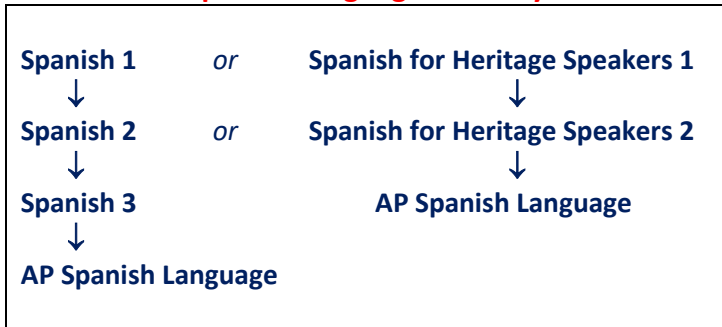 Spanish 1 or Spanish for Heritage Speakers 1
↓ ↓
Spanish 2 or Spanish for Heritage Speakers 2
↓ ↓
Spanish 3 AP Spanish Language
↓
AP Spanish Language